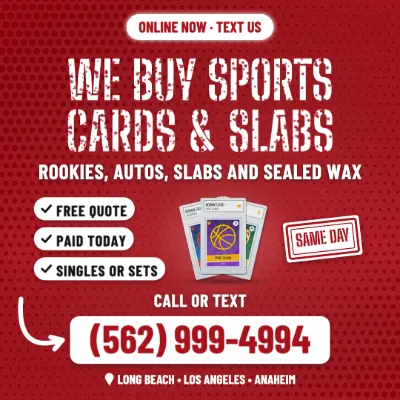 ONLINE NOW · TEXT US
WE BUY SPORTS
CARDS & SLABS
ROOKIES, AUTOS, SLABS AND SEALED WAX
FREE QUOTE
PAID TODAY
SINGLES OR SETS
SAME DAY
CALL OR TEXT
(562) 999-4994
LONG BEACH • LOS ANGELES • ANAHEIM